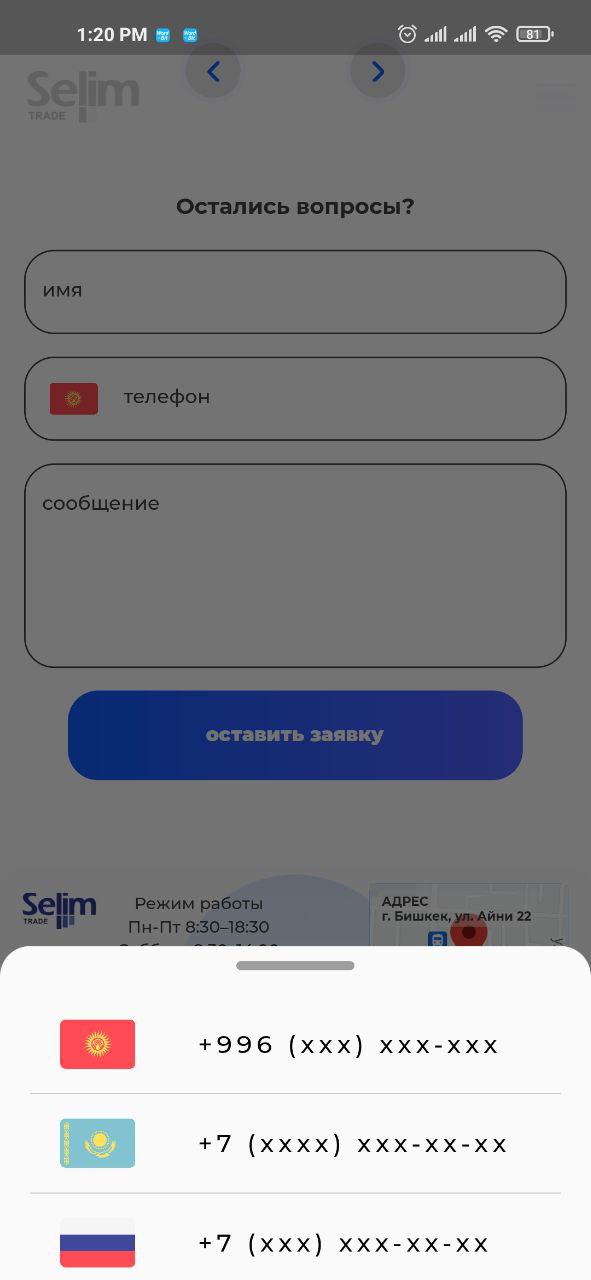 1:20 PM
81
Selim
TRADE
Остались вопросы?
имя
телефон
сообщение
оставить заявку
Selim
TRADE
Режим работы
Пн-Пт 8:30–18:30
АДРЕС
г. Бишкек, ул. Айни 22
+996 (xxx) xxx-xxx
+7 (xxxx) xxx-xx-xx
+7 (xxx) xxx-xx-xx